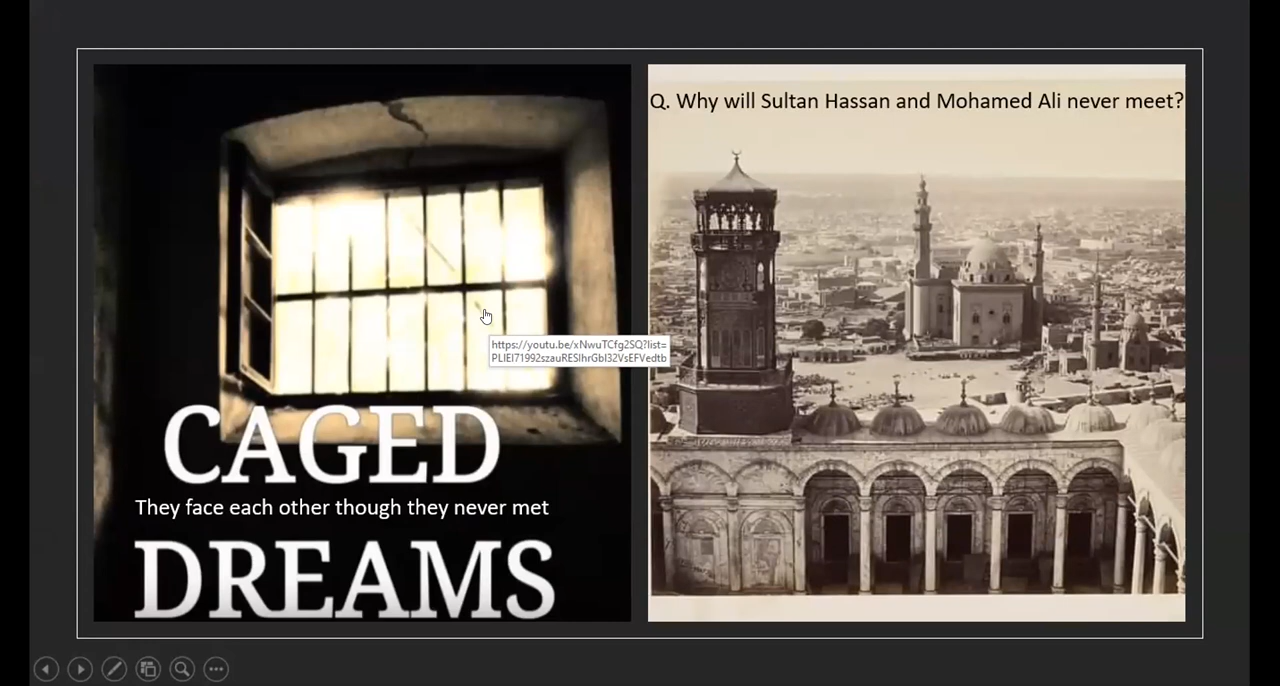 CAGED
They face each other though they never met
DREAMS
https://youtu.be/xNwuTCfg2SQ?list=
PLIEI71992szauRESIhrGbI32VsEFVedtb
Q. Why will Sultan Hassan and Mohamed Ali never meet?